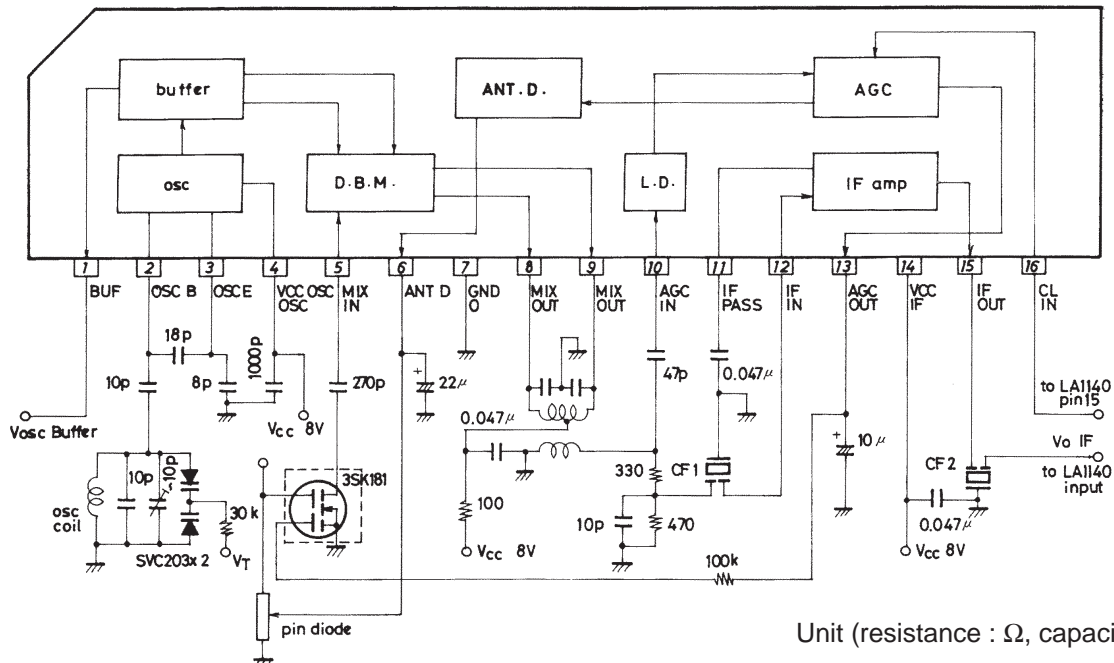 buffer
ANT. D.
AGC
osc
D. B. M.
L. D.
IF amp
1 2 3 4 5 6 7 8 9 10 11 12 13 14 15 16
BUF
OSC B
OSC E
VCC OSC
OSC
MIX
IN
ANT D
GND
O
MIX
OUT
MIX
OUT
AGC
IN
IF
PASS
IF
IN
AGC
OUT
VCC
IF
IF
OUT
CL
IN
18p
10p
8p
1000p
270p
+
22μ
47p
0.047μ
to LA1140
pin15
Vosc Buffer
Vcc 8V
0.047μ
+
10μ
Vo IF
to LA1140
input
10p
~10p
3SK181
330
CF1
CF2
osc
coil
30k
100
10p
470
0.047μ
SVC203x2
VT
Vcc 8V
100k
Vcc 8V
pin diode
Unit (resistance : Ω, capaci